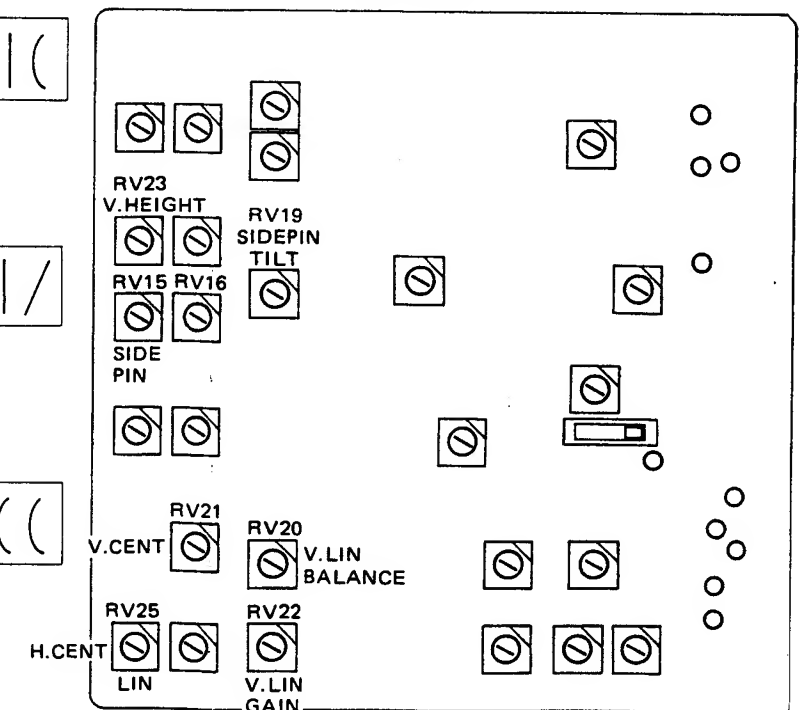 RV23
V.HEIGHT
RV19
SIDEPIN
TILT
RV15 RV16
SIDE
PIN
RV21
V.CENT
RV20
V.LIN
BALANCE
RV25
H.CENT
LIN
RV22
V.LIN
GAIN